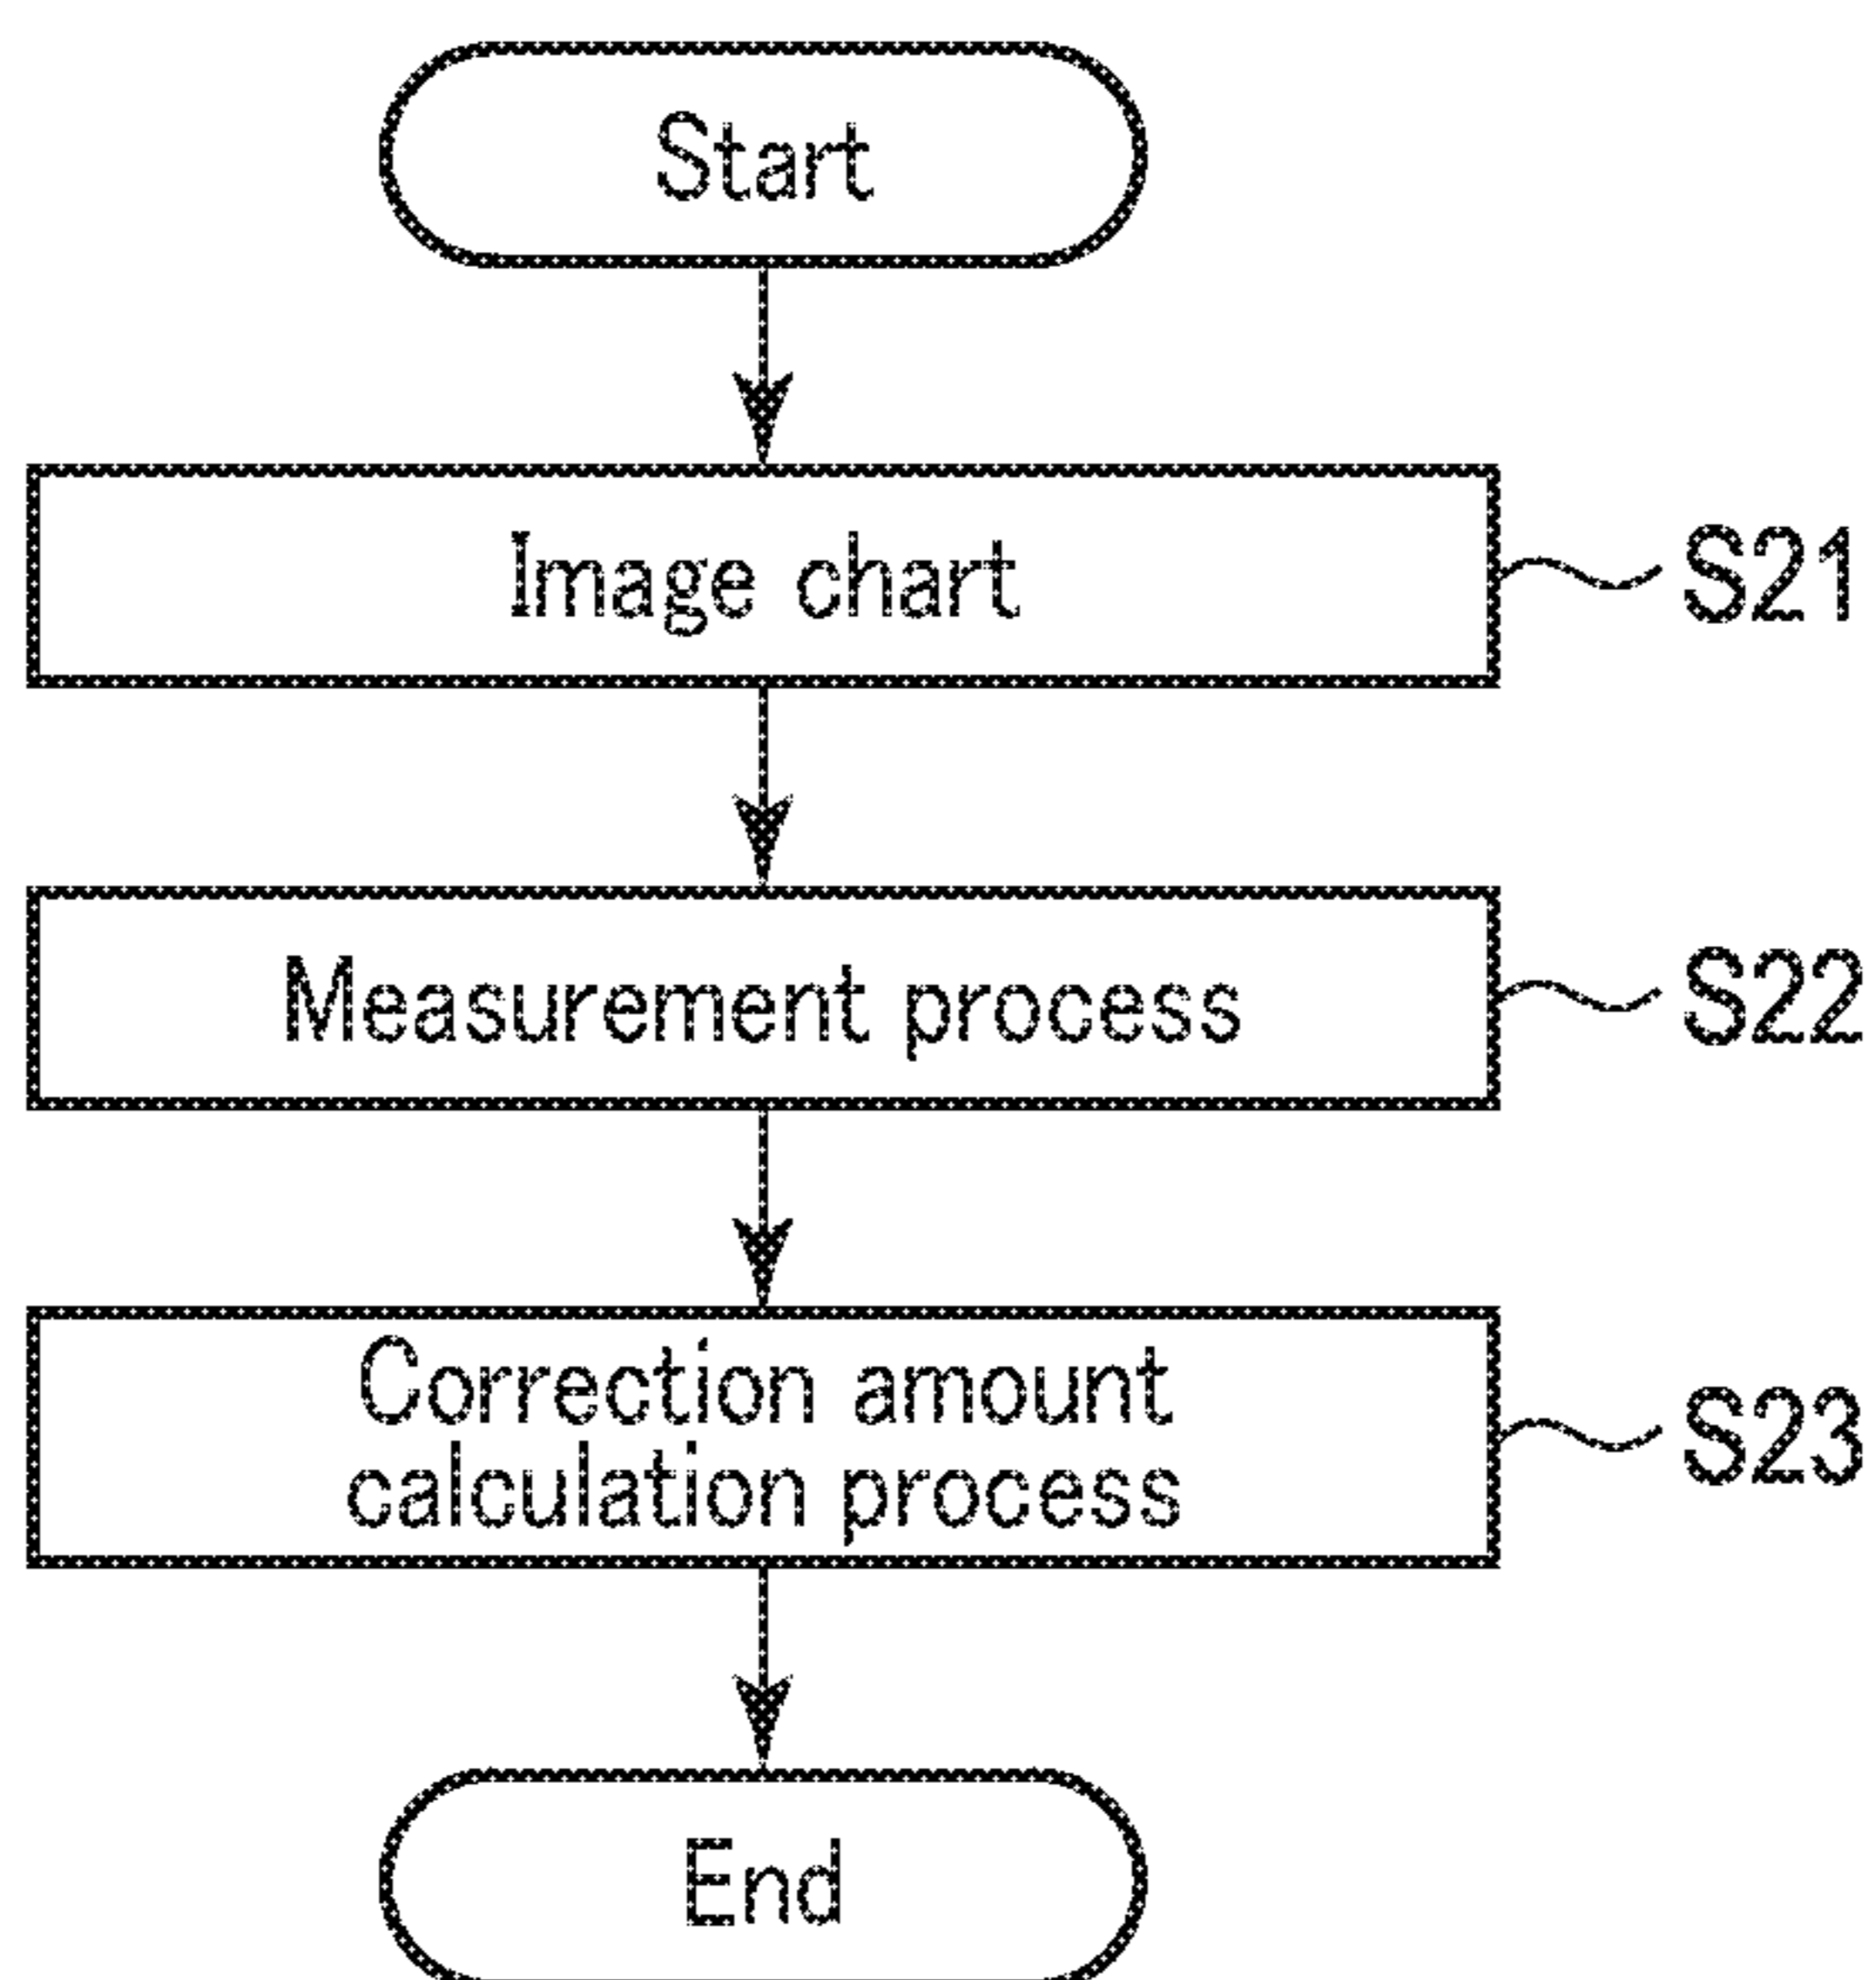 Start
Image chart
S21
Measurement process
S22
Correction amount
calculation process
S23
End